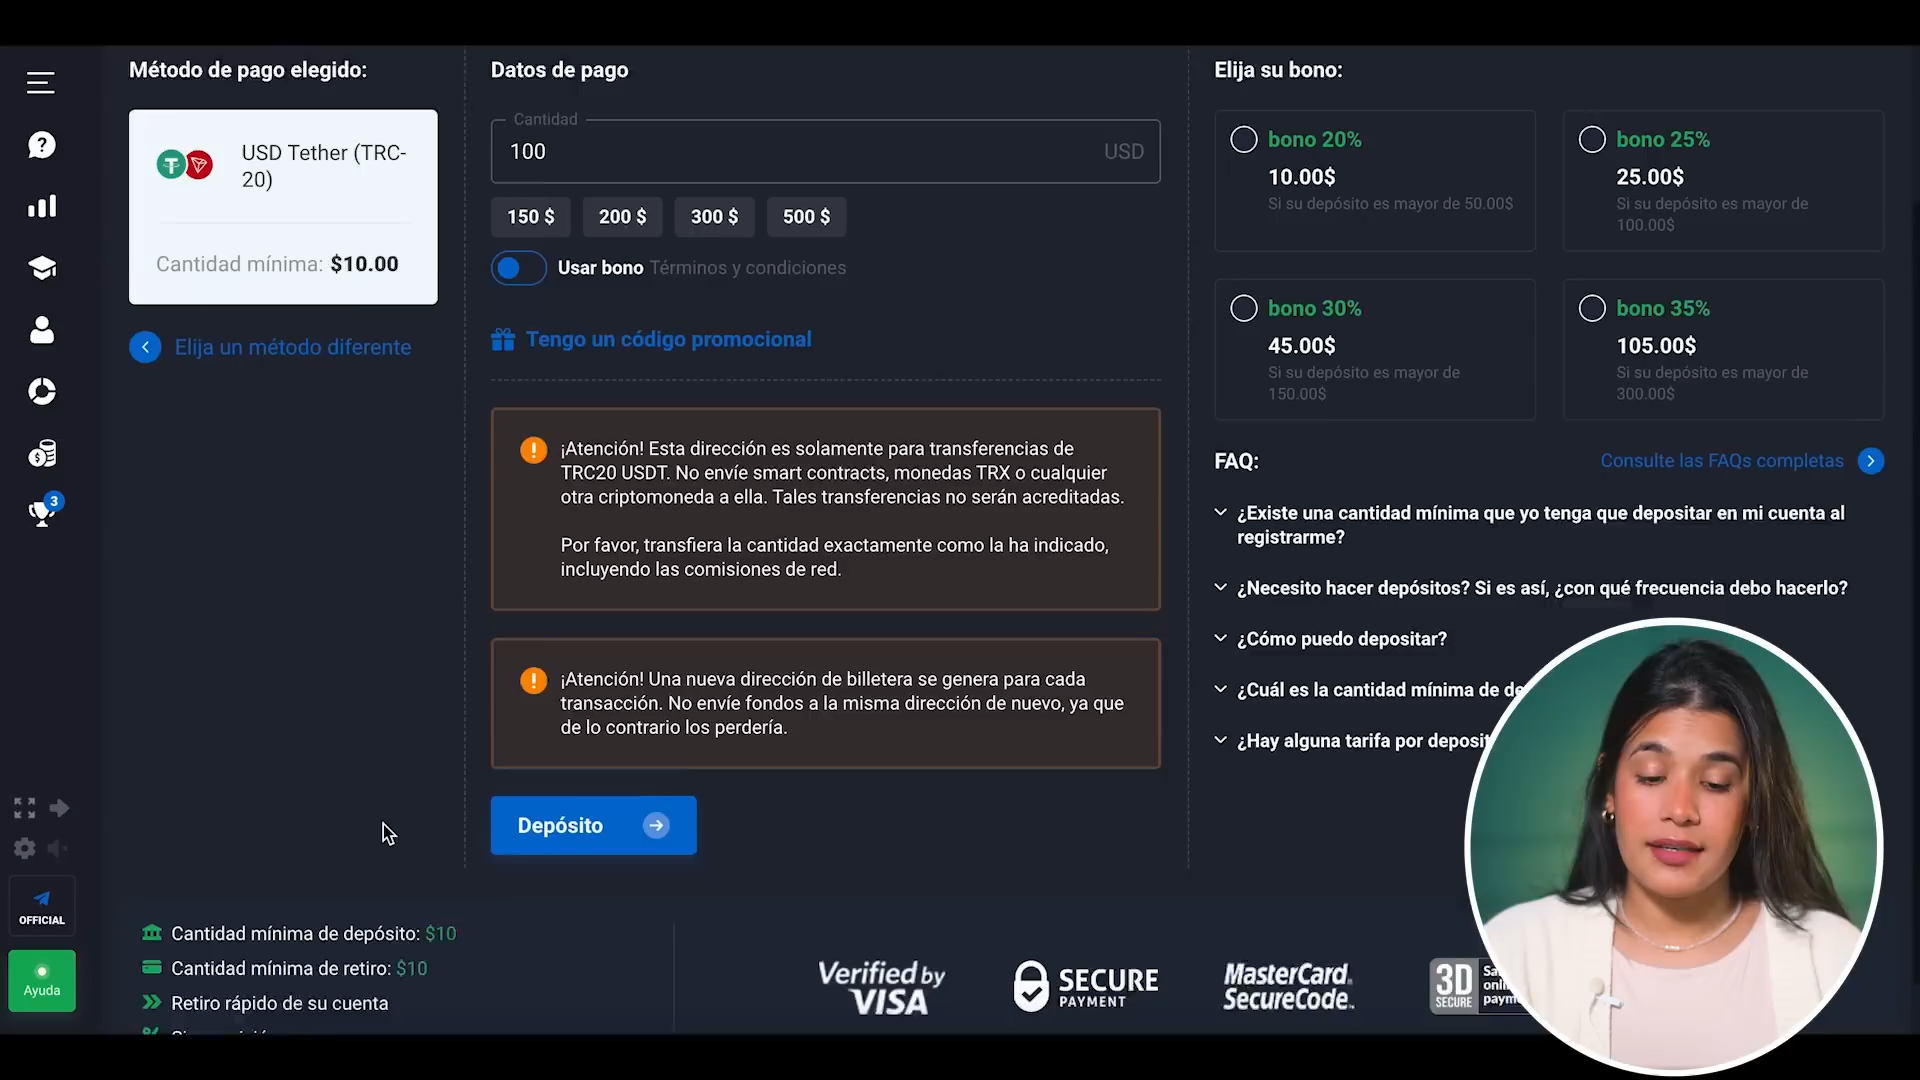 Método de pago elegido:
USD Tether (TRC-
20)
Cantidad mínima: $10.00
Elija un método diferente
Datos de pago
Cantidad
100 USD
150 $ 200 $ 300 $ 500 $
Usar bono Términos y condiciones
Tengo un código promocional
¡Atención! Esta dirección es solamente para transferencias de
TRC20 USDT. No envíe smart contracts, monedas TRX o cualquier
otra criptomoneda a ella. Tales transferencias no serán acreditadas.
Por favor, transfiera la cantidad exactamente como la ha indicado,
incluyendo las comisiones de red.
¡Atención! Una nueva dirección de billetera se genera para cada
transacción. No envíe fondos a la misma dirección de nuevo, ya que
de lo contrario los perdería.
Depósito
Elija su bono:
bono 20%
10.00$
Si su depósito es mayor de 50.00$
bono 25%
25.00$
Si su depósito es mayor de
100.00$
bono 30%
45.00$
Si su depósito es mayor de
150.00$
bono 35%
105.00$
Si su depósito es mayor de
300.00$
FAQ: Consulte las FAQs completas
¿Existe una cantidad mínima que yo tenga que depositar en mi cuenta al
registrarme?
¿Necesito hacer depósitos? Si es así, ¿con qué frecuencia debo hacerlo?
¿Cómo puedo depositar?
¿Cuál es la cantidad mínima de
¿Hay alguna tarifa por
3
OFFICIAL
Ayuda
Cantidad mínima de depósito: $10
Cantidad mínima de retiro: $10
Retiro rápido de su cuenta
Verified by
VISA
SECURE
PAYMENT
MasterCard.
SecureCode.
3D
SECURE